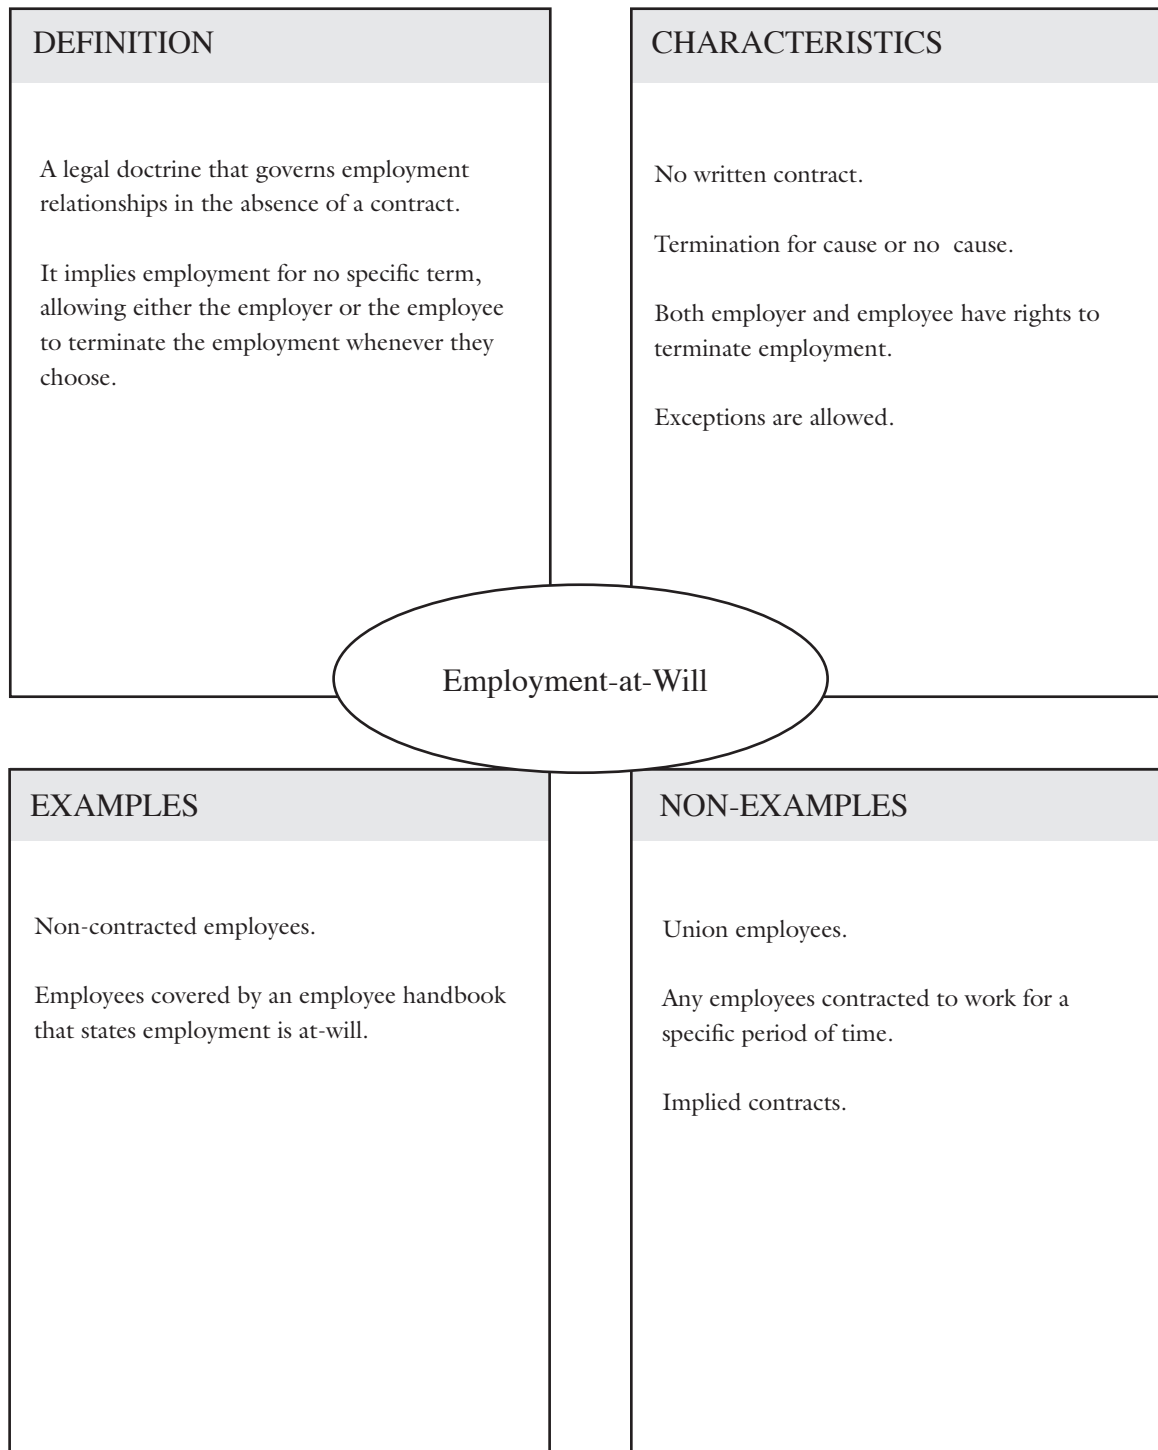 DEFINITION
A legal doctrine that governs employment
relationships in the absence of a contract.
It implies employment for no specific term,
allowing either the employer or the employee
to terminate the employment whenever they
choose.
CHARACTERISTICS
No written contract.
Termination for cause or no  cause.
Both employer and employee have rights to
terminate employment.
Exceptions are allowed.
Employment-at-Will
EXAMPLES
Non-contracted employees.
Employees covered by an employee handbook
that states employment is at-will.
NON-EXAMPLES
Union employees.
Any employees contracted to work for a
specific period of time.
Implied contracts.